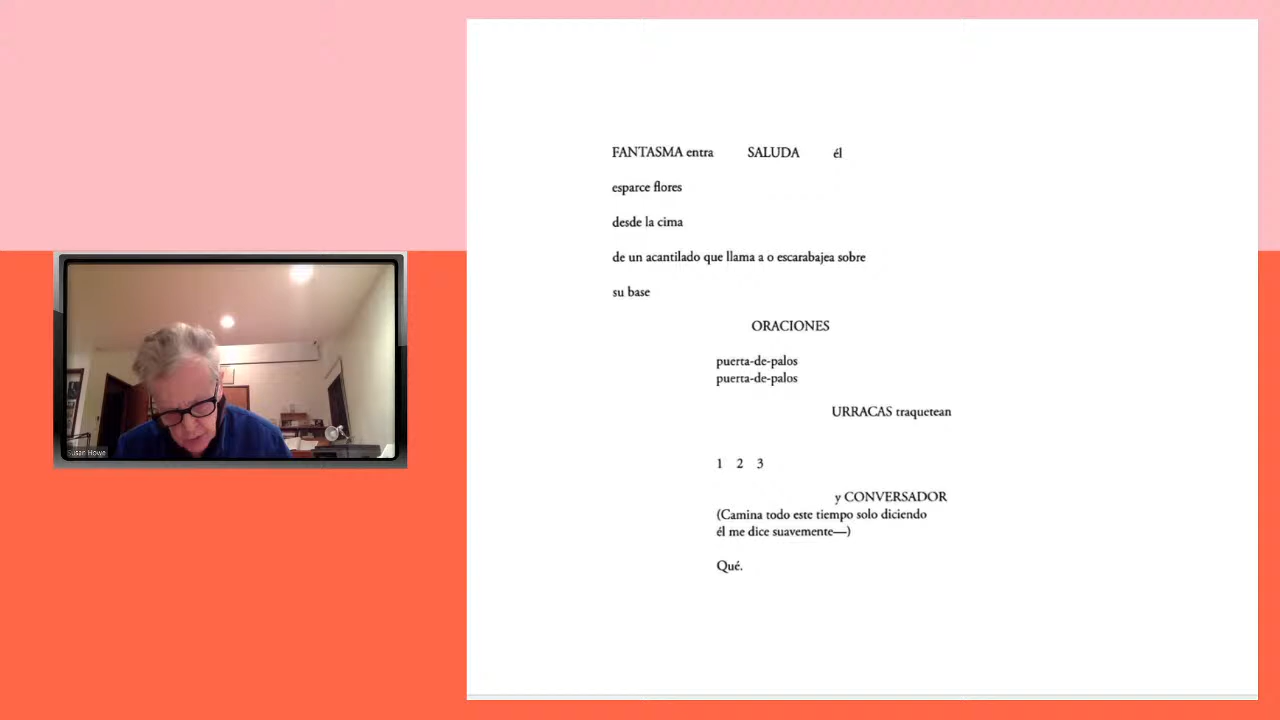 FANTASMA entra SALUDA él
esparce flores
desde la cima
de un acantilado que llama a o escarabajea sobre
su base
ORACIONES
puerta-de-palos
puerta-de-palos
URRACAS traquetean
1 2 3
y CONVERSADOR
(Camina todo este tiempo solo diciendo
él me dice suavemente—)
Qué.
Susan Howe